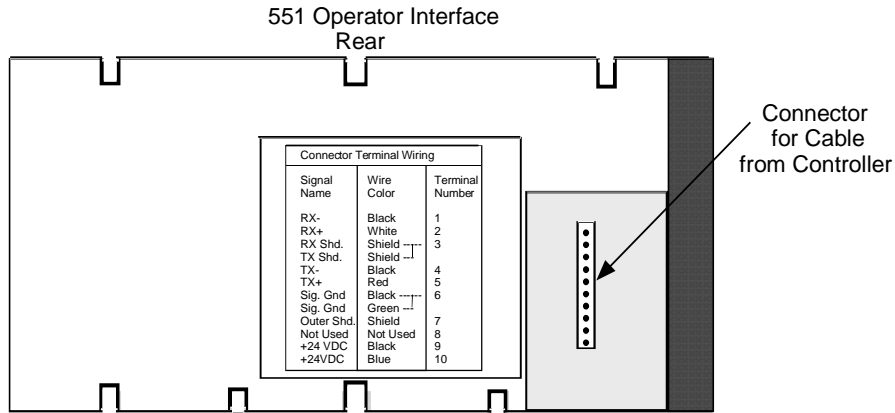 551 Operator Interface
Rear
Connector
for Cable
from Controller
Connector Terminal Wiring
Signal Name Wire Color Terminal Number
RX- Black 1
RX+ White 2
RX Shd. Shield 3
TX Shd. Shield
TX- Black 4
TX+ Red 5
Sig. Gnd Black 6
Sig. Gnd Green
Outer Shd. Shield 7
Not Used Not Used 8
+24 VDC Black 9
+24VDC Blue 10